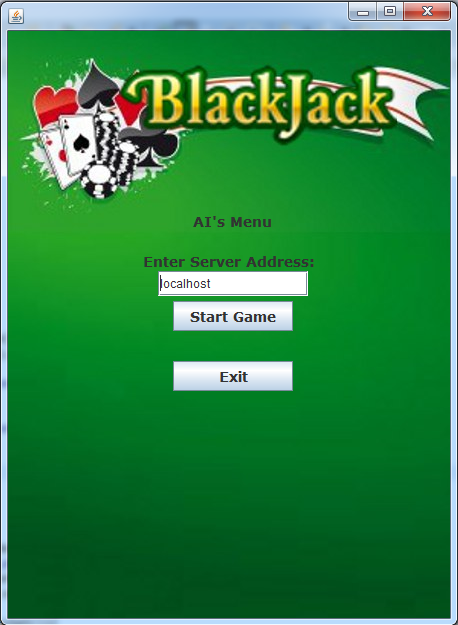 BlackJack
AI's Menu
Enter Server Address:
localhost
Start Game
Exit